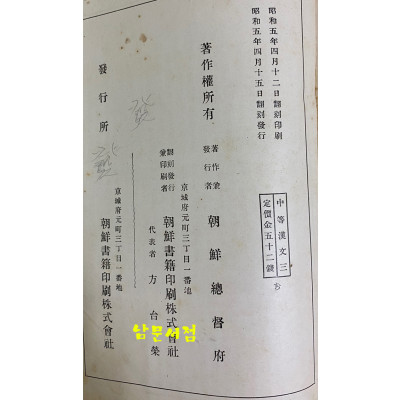 昭和五年四月十二日翻刻印刷
昭和五年四月十五日翻刻發行
中等漢文三
定價金五十二錢
著作權所有
著作兼
發行者
朝鮮總督府
京城府元町三丁目一番地
翻刻發行
兼印刷者
朝鮮書籍印刷株式會社
代表者 方台榮
京城府元町三丁目一番地
發行所
朝鮮書籍印刷株式會社
남문서점